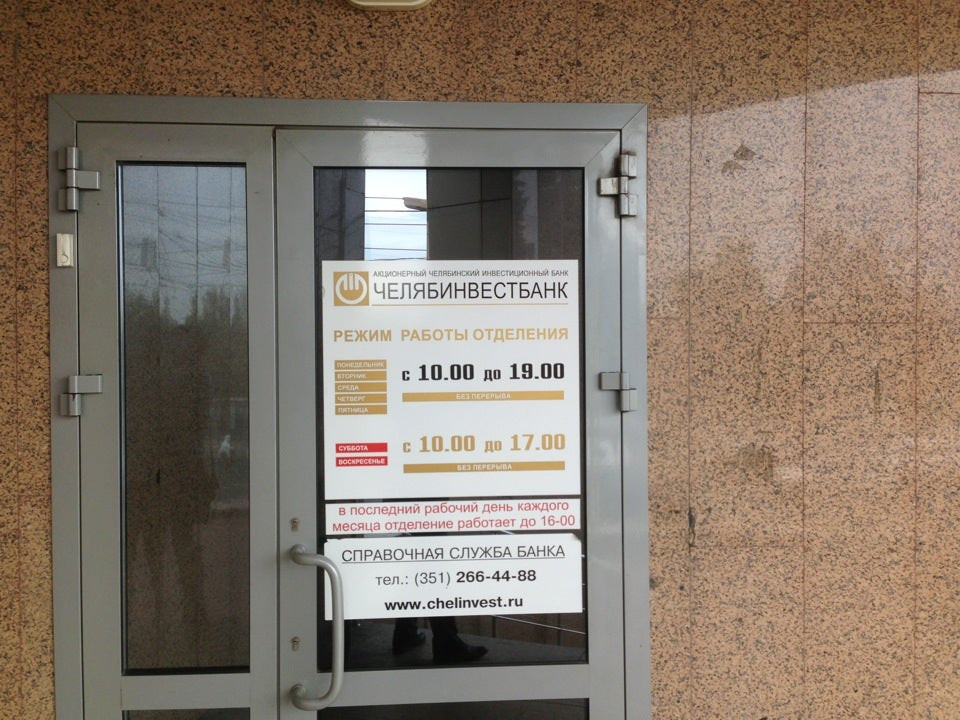 АКЦИОНЕРНЫЙ ЧЕЛЯБИНСКИЙ ИНВЕСТИЦИОННЫЙ БАНК
ЧЕЛЯБИНВЕСТБАНК
РЕЖИМ РАБОТЫ ОТДЕЛЕНИЯ
ПОНЕДЕЛЬНИК
ВТОРНИК
СРЕДА
ЧЕТВЕРГ
ПЯТНИЦА
с 10.00 до 19.00
БЕЗ ПЕРЕРЫВА
СУББОТА
ВОСКРЕСЕНЬЕ
с 10.00 до 17.00
БЕЗ ПЕРЕРЫВА
в последний рабочий день каждого
месяца отделение работает до 16-00
СПРАВОЧНАЯ СЛУЖБА БАНКА
тел.: (351) 266-44-88
www.chelinvest.ru